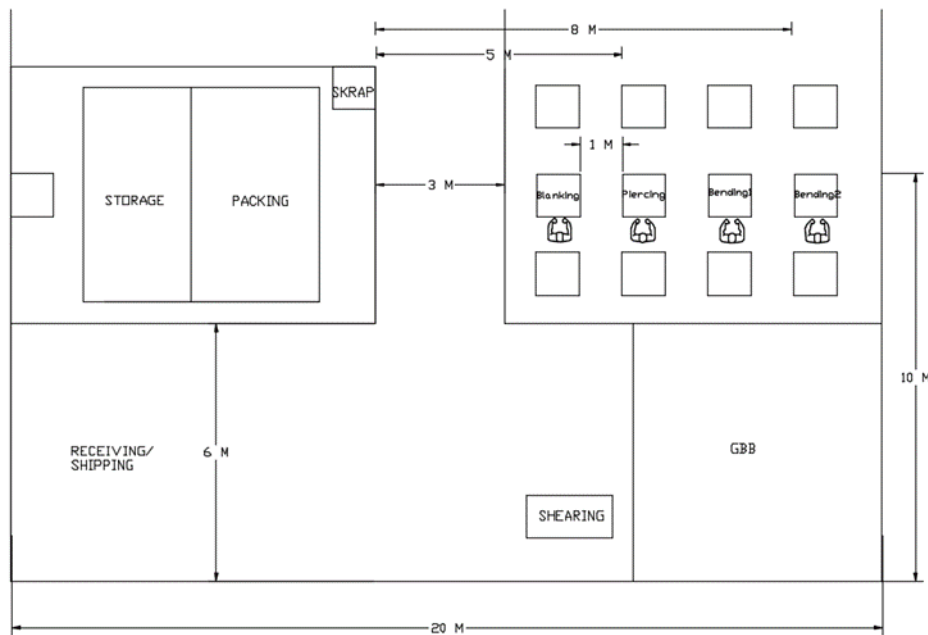 8 M
5 M
SKRAP
1 M
3 M
STORAGE
PACKING
Blanking
Piercing
Bending1
Bending2
10 M
RECEIVING/
SHIPPING
6 M
GBB
SHEARING
20 M